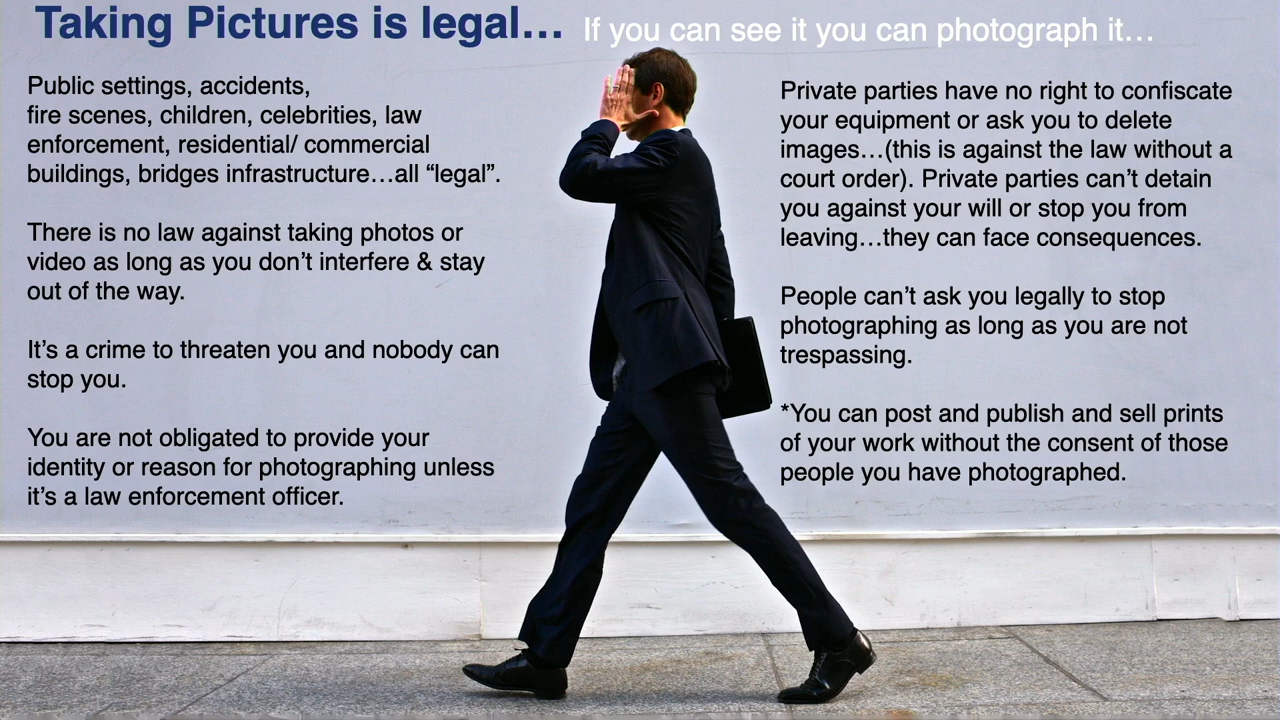 Taking Pictures is legal… If you can see it you can photograph it…
Public settings, accidents,
fire scenes, children, celebrities, law
enforcement, residential/ commercial
buildings, bridges infrastructure…all “legal”.
There is no law against taking photos or
video as long as you don’t interfere & stay
out of the way.
It’s a crime to threaten you and nobody can
stop you.
You are not obligated to provide your
identity or reason for photographing unless
it’s a law enforcement officer.
Private parties have no right to confiscate
your equipment or ask you to delete
images…(this is against the law without a
court order). Private parties can’t detain
you against your will or stop you from
leaving…they can face consequences.
People can’t ask you legally to stop
photographing as long as you are not
trespassing.
*You can post and publish and sell prints
of your work without the consent of those
people you have photographed.